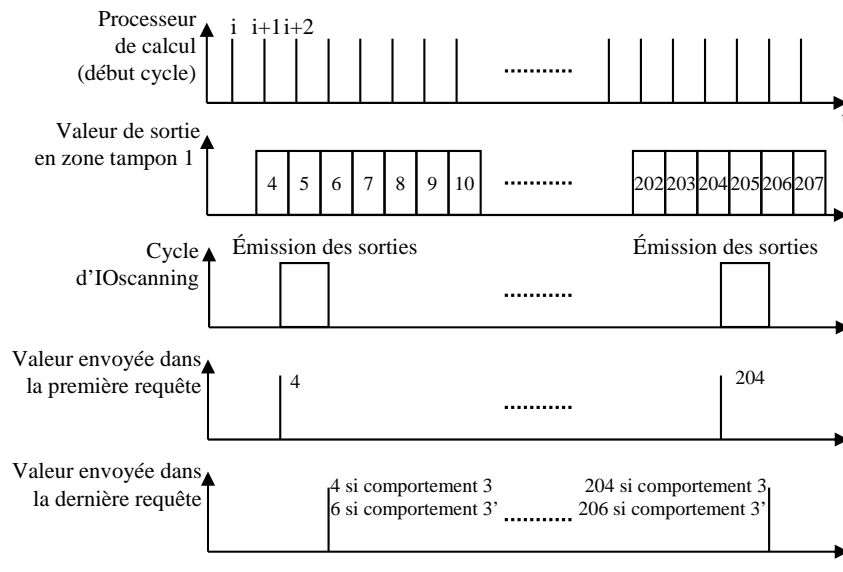 Processeur
de calcul
(début cycle)
i i+1 i+2
Valeur de sortie
en zone tampon 1
4 5 6 7 8 9 10 202 203 204 205 206 207
Cycle
d'IOscanning
Émission des sorties Émission des sorties
Valeur envoyée dans
la première requête
4 204
Valeur envoyée dans
la dernière requête
4 si comportement 3 204 si comportement 3
6 si comportement 3' 206 si comportement 3'